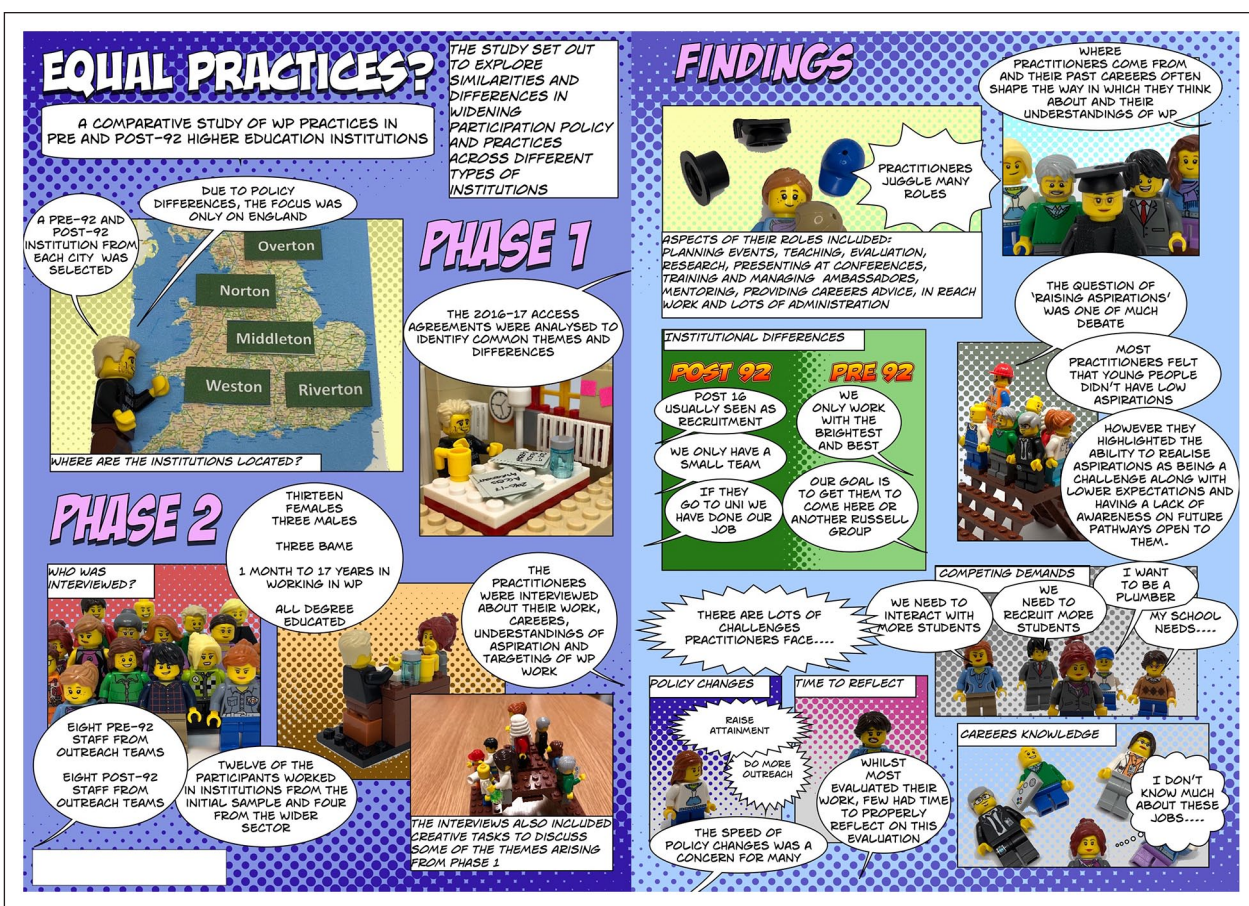 EQUAL PRACTICES?
A COMPARATIVE STUDY OF WP PRACTICES IN
PRE AND POST-92 HIGHER EDUCATION INSTITUTIONS
THE STUDY SET OUT
TO EXPLORE
SIMILARITIES AND
DIFFERENCES IN
WIDENING
PARTICIPATION POLICY
AND PRACTICES
ACROSS DIFFERENT
TYPES OF
INSTITUTIONS
A PRE-92 AND
POST-92
INSTITUTION FROM
EACH CITY WAS
SELECTED
DUE TO POLICY
DIFFERENCES, THE FOCUS WAS
ONLY ON ENGLAND
Overton
Norton
Middleton
Weston
Riverton
WHERE ARE THE INSTITUTIONS LOCATED?
PHASE 1
THE 2016-17 ACCESS
AGREEMENTS WERE ANALYSED TO
IDENTIFY COMMON THEMES AND
DIFFERENCES
PHASE 2
WHO WAS
INTERVIEWED?
THIRTEEN
FEMALES
THREE MALES
THREE BAME
1 MONTH TO 17 YEARS IN
WORKING IN WP
ALL DEGREE
EDUCATED
EIGHT PRE-92
STAFF FROM
OUTREACH TEAMS
EIGHT POST-92
STAFF FROM
OUTREACH TEAMS
TWELVE OF THE
PARTICIPANTS WORKED
IN INSTITUTIONS FROM THE
INITIAL SAMPLE AND FOUR
FROM THE WIDER
SECTOR
THE
PRACTITIONERS
WERE INTERVIEWED
ABOUT THEIR WORK,
CAREERS,
UNDERSTANDINGS OF
ASPIRATION AND
TARGETING OF WP
WORK
THE INTERVIEWS ALSO INCLUDED
CREATIVE TASKS TO DISCUSS
SOME OF THE THEMES ARISING
FROM PHASE 1
FINDINGS
PRACTITIONERS
JUGGLE MANY
ROLES
ASPECTS OF THEIR ROLES INCLUDED:
PLANNING EVENTS, TEACHING, EVALUATION,
RESEARCH, PRESENTING AT CONFERENCES,
TRAINING AND MANAGING AMBASSADORS,
MENTORING, PROVIDING CAREERS ADVICE, IN REACH
WORK AND LOTS OF ADMINISTRATION
WHERE
PRACTITIONERS COME FROM
AND THEIR PAST CAREERS OFTEN
SHAPE THE WAY IN WHICH THEY THINK
ABOUT AND THEIR
UNDERSTANDINGS OF WP
INSTITUTIONAL DIFFERENCES
POST 92
POST 16
USUALLY SEEN AS
RECRUITMENT
WE ONLY HAVE A
SMALL TEAM
IF THEY
GO TO UNI WE
HAVE DONE OUR
JOB
PRE 92
WE
ONLY WORK
WITH THE
BRIGHTEST
AND BEST
OUR GOAL IS
TO GET THEM TO
COME HERE OR
ANOTHER RUSSELL
GROUP
THE QUESTION OF
'RAISING ASPIRATIONS'
WAS ONE OF MUCH
DEBATE
MOST
PRACTITIONERS FELT
THAT YOUNG PEOPLE
DIDN'T HAVE LOW
ASPIRATIONS
HOWEVER THEY
HIGHLIGHTED THE
ABILITY TO REALISE
ASPIRATIONS AS BEING A
CHALLENGE ALONG WITH
LOWER EXPECTATIONS AND
HAVING A LACK OF
AWARENESS ON FUTURE
PATHWAYS OPEN TO
THEM.
THERE ARE LOTS OF
CHALLENGES
PRACTITIONERS FACE....
COMPETING DEMANDS
WE NEED TO
INTERACT WITH
MORE STUDENTS
WE
NEED TO
RECRUIT MORE
STUDENTS
I WANT
TO BE A
PLUMBER
MY SCHOOL
NEEDS....
POLICY CHANGES
RAISE
ATTAINMENT
DO MORE
OUTREACH
THE SPEED OF
POLICY CHANGES WAS A
CONCERN FOR MANY
TIME TO REFLECT
WHILST
MOST
EVALUATED THEIR
WORK, FEW HAD TIME
TO PROPERLY
REFLECT ON THIS
EVALUATION
CAREERS KNOWLEDGE
I DON'T
KNOW MUCH
ABOUT THESE
JOBS....